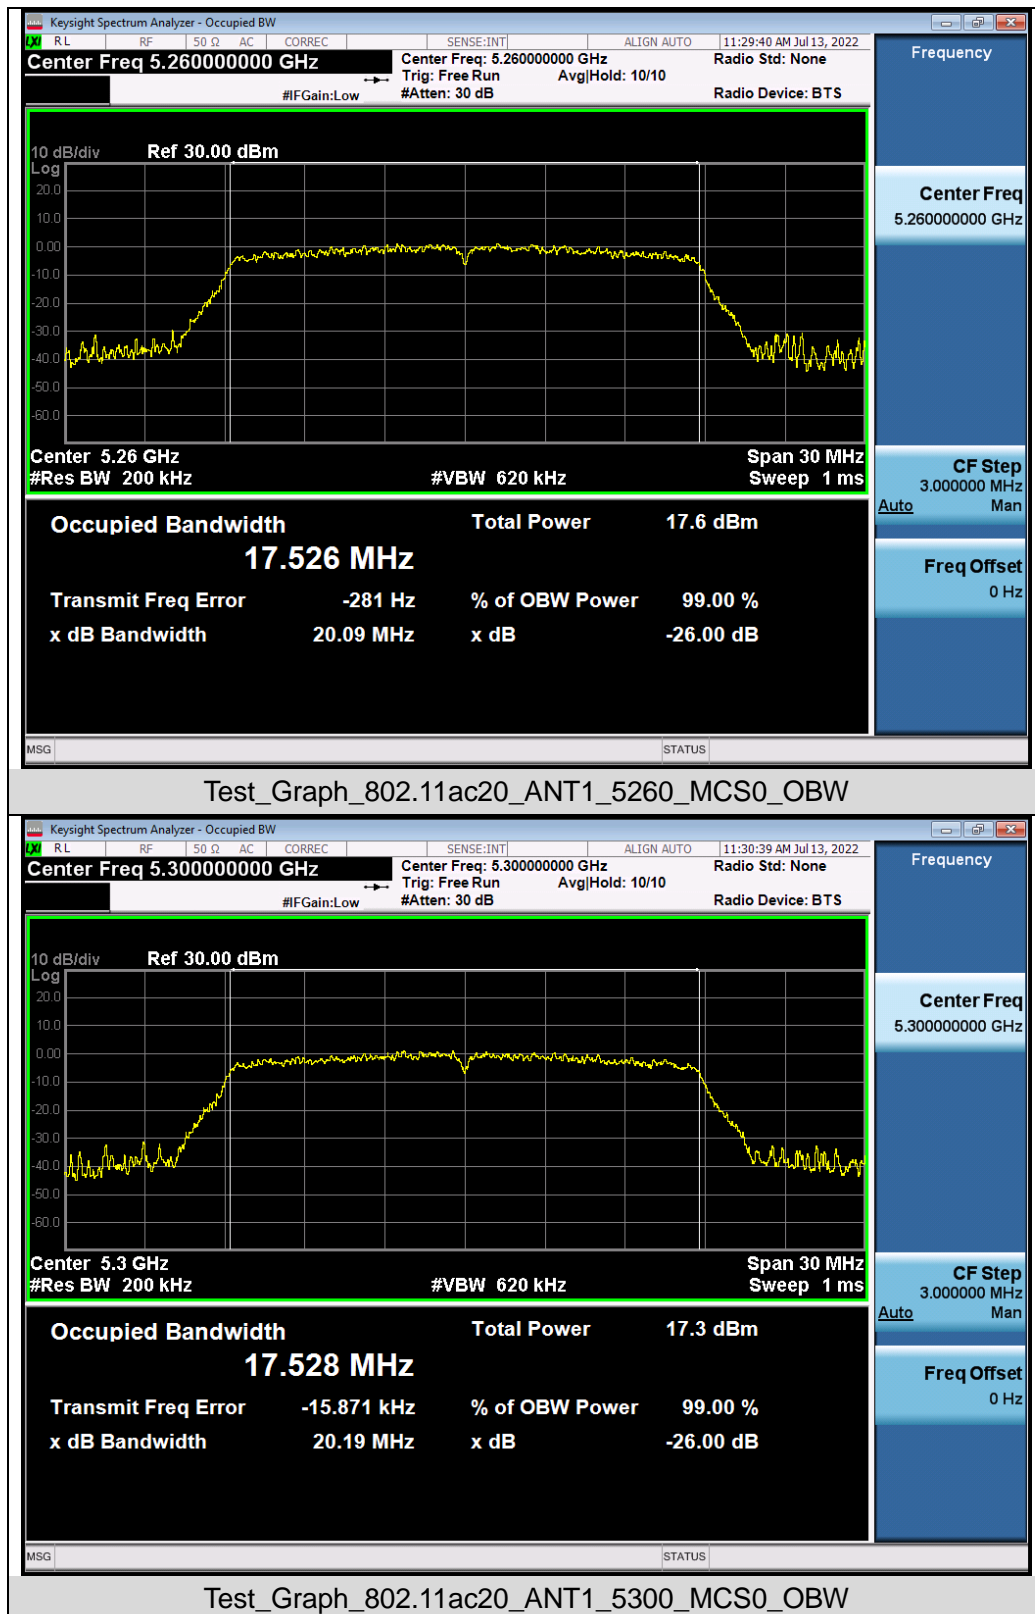 Keysight Spectrum Analyzer - Occupied BW
LXI RL RF 50 Ω AC CORREC SENSE:INT ALIGN AUTO 11:29:40 AM Jul 13, 2022
Center Freq 5.260000000 GHz
Center Freq: 5.260000000 GHz
Radio Std: None
Trig: Free Run Avg|Hold: 10/10
#IFGain:Low
#Atten: 30 dB
Radio Device: BTS
Frequency
10 dB/div Ref 30.00 dBm
Log
20.0
10.0
0.00
-10.0
-20.0
-30.0
-40.0
-50.0
-60.0
Center 5.26 GHz Span 30 MHz
#Res BW 200 kHz #VBW 620 kHz Sweep 1 ms
Center Freq
5.260000000 GHz
CF Step
3.000000 MHz
Auto Man
Freq Offset
0 Hz
Occupied Bandwidth Total Power 17.6 dBm
17.526 MHz
Transmit Freq Error -281 Hz % of OBW Power 99.00 %
x dB Bandwidth 20.09 MHz x dB -26.00 dB
MSG STATUS
Test_Graph_802.11ac20_ANT1_5260_MCS0_OBW
Keysight Spectrum Analyzer - Occupied BW
LXI RL RF 50 Ω AC CORREC SENSE:INT ALIGN AUTO 11:30:39 AM Jul 13, 2022
Center Freq 5.300000000 GHz
Center Freq: 5.300000000 GHz
Radio Std: None
Trig: Free Run Avg|Hold: 10/10
#IFGain:Low
#Atten: 30 dB
Radio Device: BTS
Frequency
10 dB/div Ref 30.00 dBm
Log
20.0
10.0
0.00
-10.0
-20.0
-30.0
-40.0
-50.0
-60.0
Center 5.3 GHz Span 30 MHz
#Res BW 200 kHz #VBW 620 kHz Sweep 1 ms
Center Freq
5.300000000 GHz
CF Step
3.000000 MHz
Auto Man
Freq Offset
0 Hz
Occupied Bandwidth Total Power 17.3 dBm
17.528 MHz
Transmit Freq Error -15.871 kHz % of OBW Power 99.00 %
x dB Bandwidth 20.19 MHz x dB -26.00 dB
MSG STATUS
Test_Graph_802.11ac20_ANT1_5300_MCS0_OBW